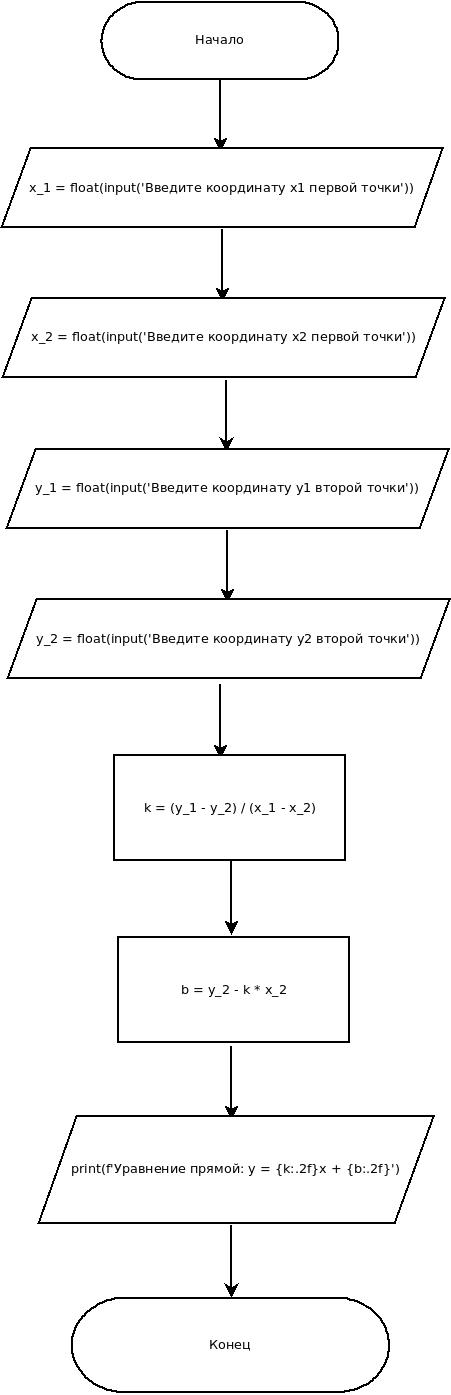 Начало
x_1 = float(input('Введите координату x1 первой точки'))
x_2 = float(input('Введите координату x2 первой точки'))
y_1 = float(input('Введите координату y1 второй точки'))
y_2 = float(input('Введите координату y2 второй точки'))
k = (y_1 - y_2) / (x_1 - x_2)
b = y_2 - k * x_2
print(f'Уравнение прямой: y = {k:.2f}x + {b:.2f}')
Конец